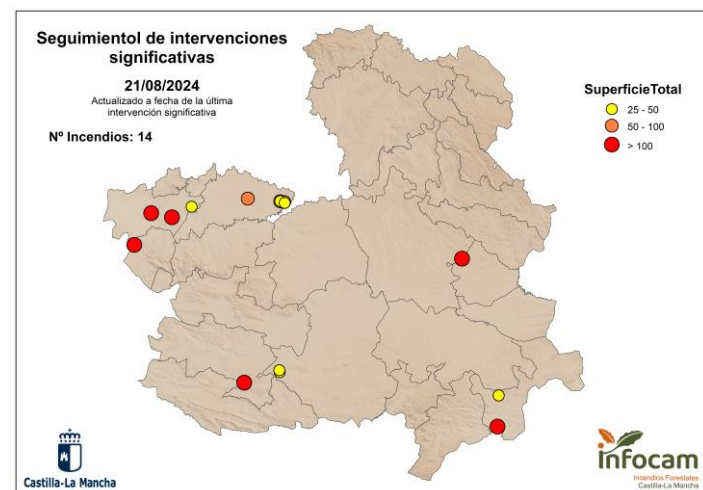 Seguimientol de intervenciones
significativas
21/08/2024
Actualizado a fecha de la última
intervención significativa
Nº Incendios: 14
SuperficieTotal
25 - 50
50 - 100
> 100
Castilla-La Mancha
infocam
Incendios Forestales
Castilla-La Mancha